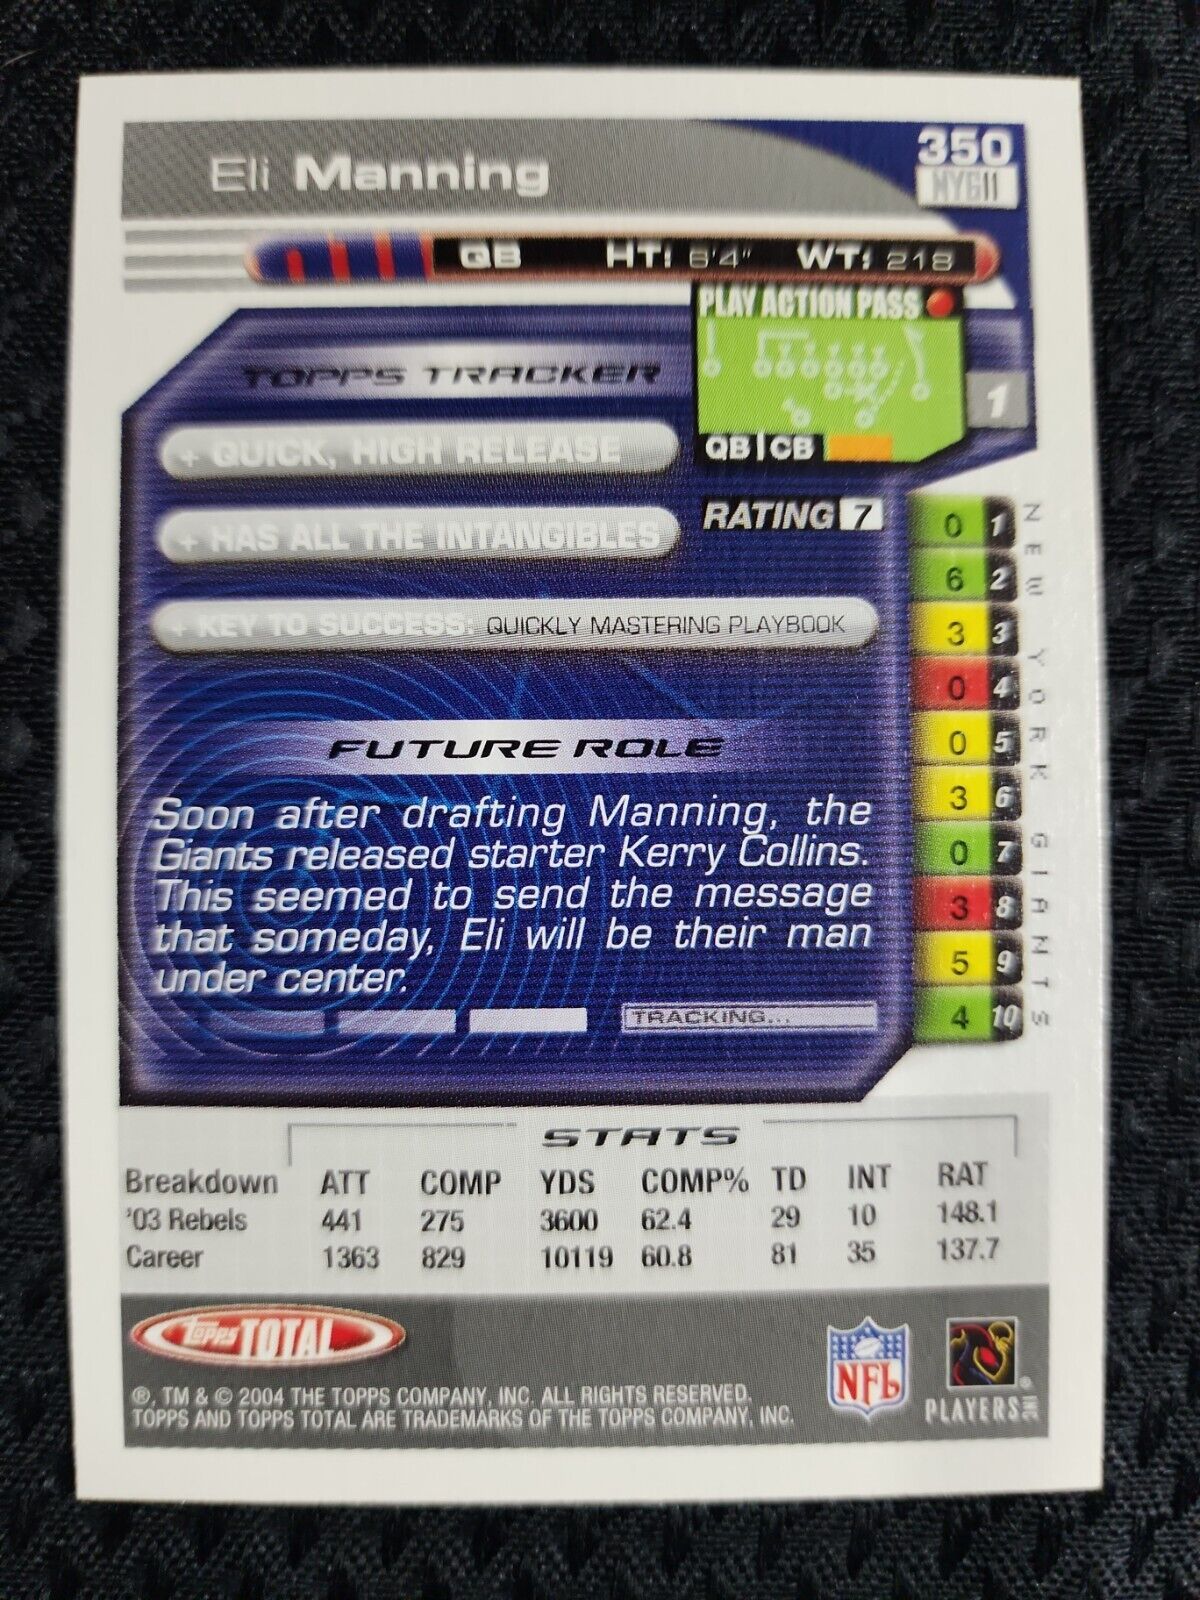 Eli Manning
350
NYG11
QB HT: 6'4" WT: 218
PLAY ACTION PASS
1
QB | CB
TOPPS TRACKER
+ QUICK, HIGH RELEASE
+ HAS ALL THE INTANGIBLES
RATING 7
+ KEY TO SUCCESS: QUICKLY MASTERING PLAYBOOK
0 1
6 2
3 3
0 4
0 5
3 6
0 7
3 8
5 9
4 10
NEW YORK GIANTS
FUTURE ROLE
Soon after drafting Manning, the
Giants released starter Kerry Collins.
This seemed to send the message
that someday, Eli will be their man
under center.
TRACKING...
STATS
Breakdown ATT COMP YDS COMP% TD INT RAT
'03 Rebels 441 275 3600 62.4 29 10 148.1
Career 1363 829 10119 60.8 81 35 137.7
topps TOTAL
®, TM & © 2004 THE TOPPS COMPANY, INC. ALL RIGHTS RESERVED.
TOPPS AND TOPPS TOTAL ARE TRADEMARKS OF THE TOPPS COMPANY, INC.
NFL
PLAYERS INC ®